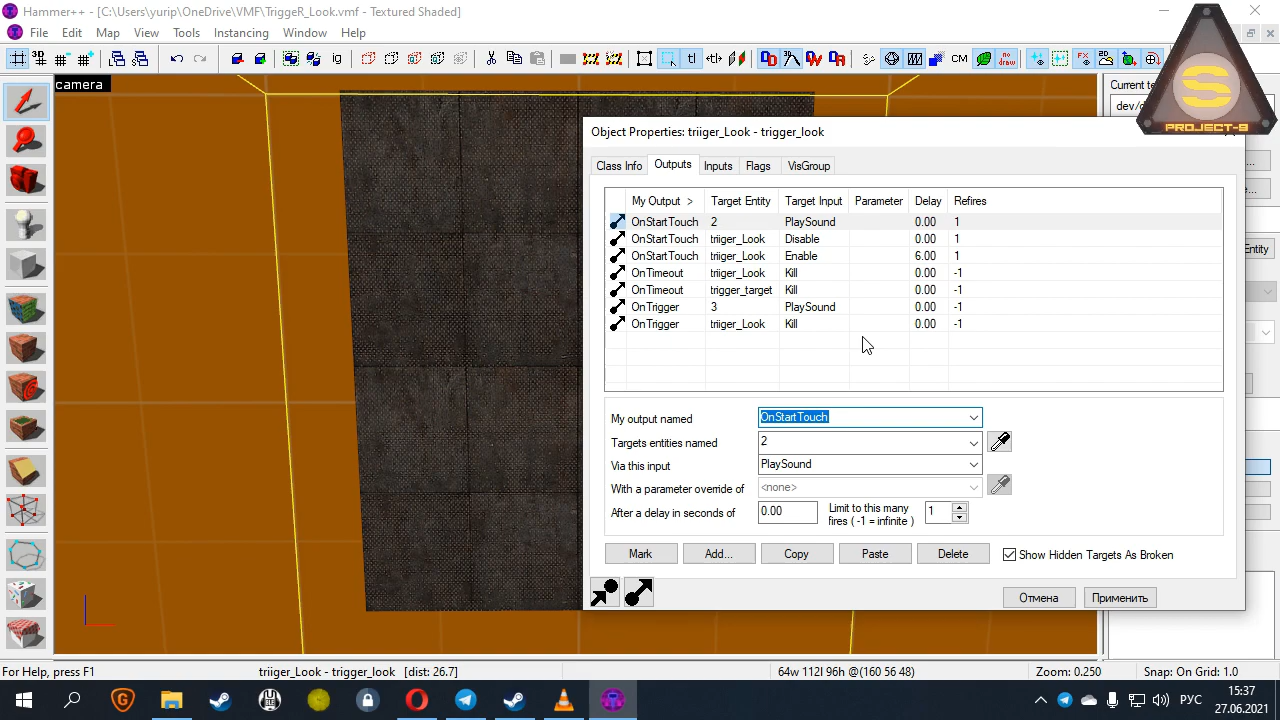 Hammer++ - [C:\Users\yurip\OneDrive\VMF\TriggeR_Look.vmf - Textured Shaded]
File Edit Map View Tools Instancing Window Help
CM
camera
Current te
dev/d
S
PROJECT-S
Object Properties: triiger_Look - trigger_look
Class Info Outputs Inputs Flags VisGroup
My Output > Target Entity Target Input Parameter Delay Refires
OnStartTouch 2 PlaySound 0.00 1
OnStartTouch triiger_Look Disable 0.00 1
OnStartTouch triiger_Look Enable 6.00 1
OnTimeout triiger_Look Kill 0.00 -1
OnTimeout trigger_target Kill 0.00 -1
OnTrigger 3 PlaySound 0.00 -1
OnTrigger triiger_Look Kill 0.00 -1
Entity
My output named OnStartTouch
Targets entities named 2
Via this input PlaySound
With a parameter override of <none>
After a delay in seconds of 0.00 Limit to this many fires ( -1 = infinite ) 1
Mark Add... Copy Paste Delete Show Hidden Targets As Broken
Отмена Применить
For Help, press F1 triiger_Look - trigger_look [dist: 26.7] 64w 112l 96h @(160 56 48) Zoom: 0.250 Snap: On Grid: 1.0
РУС 15:37
27.06.2021